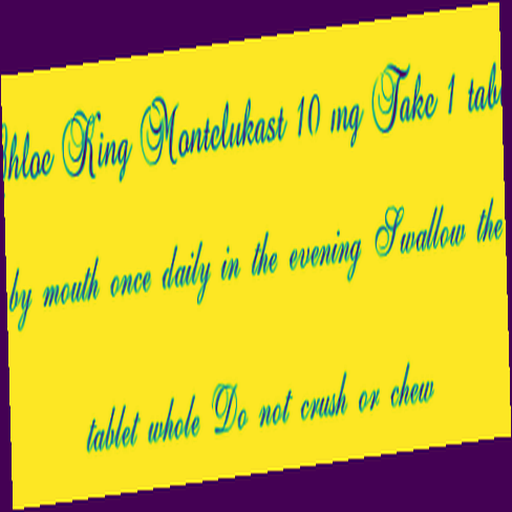 Chloe King Montelukast 10 mg Take 1 tab
by mouth once daily in the evening Swallow the
tablet whole Do not crush or chew